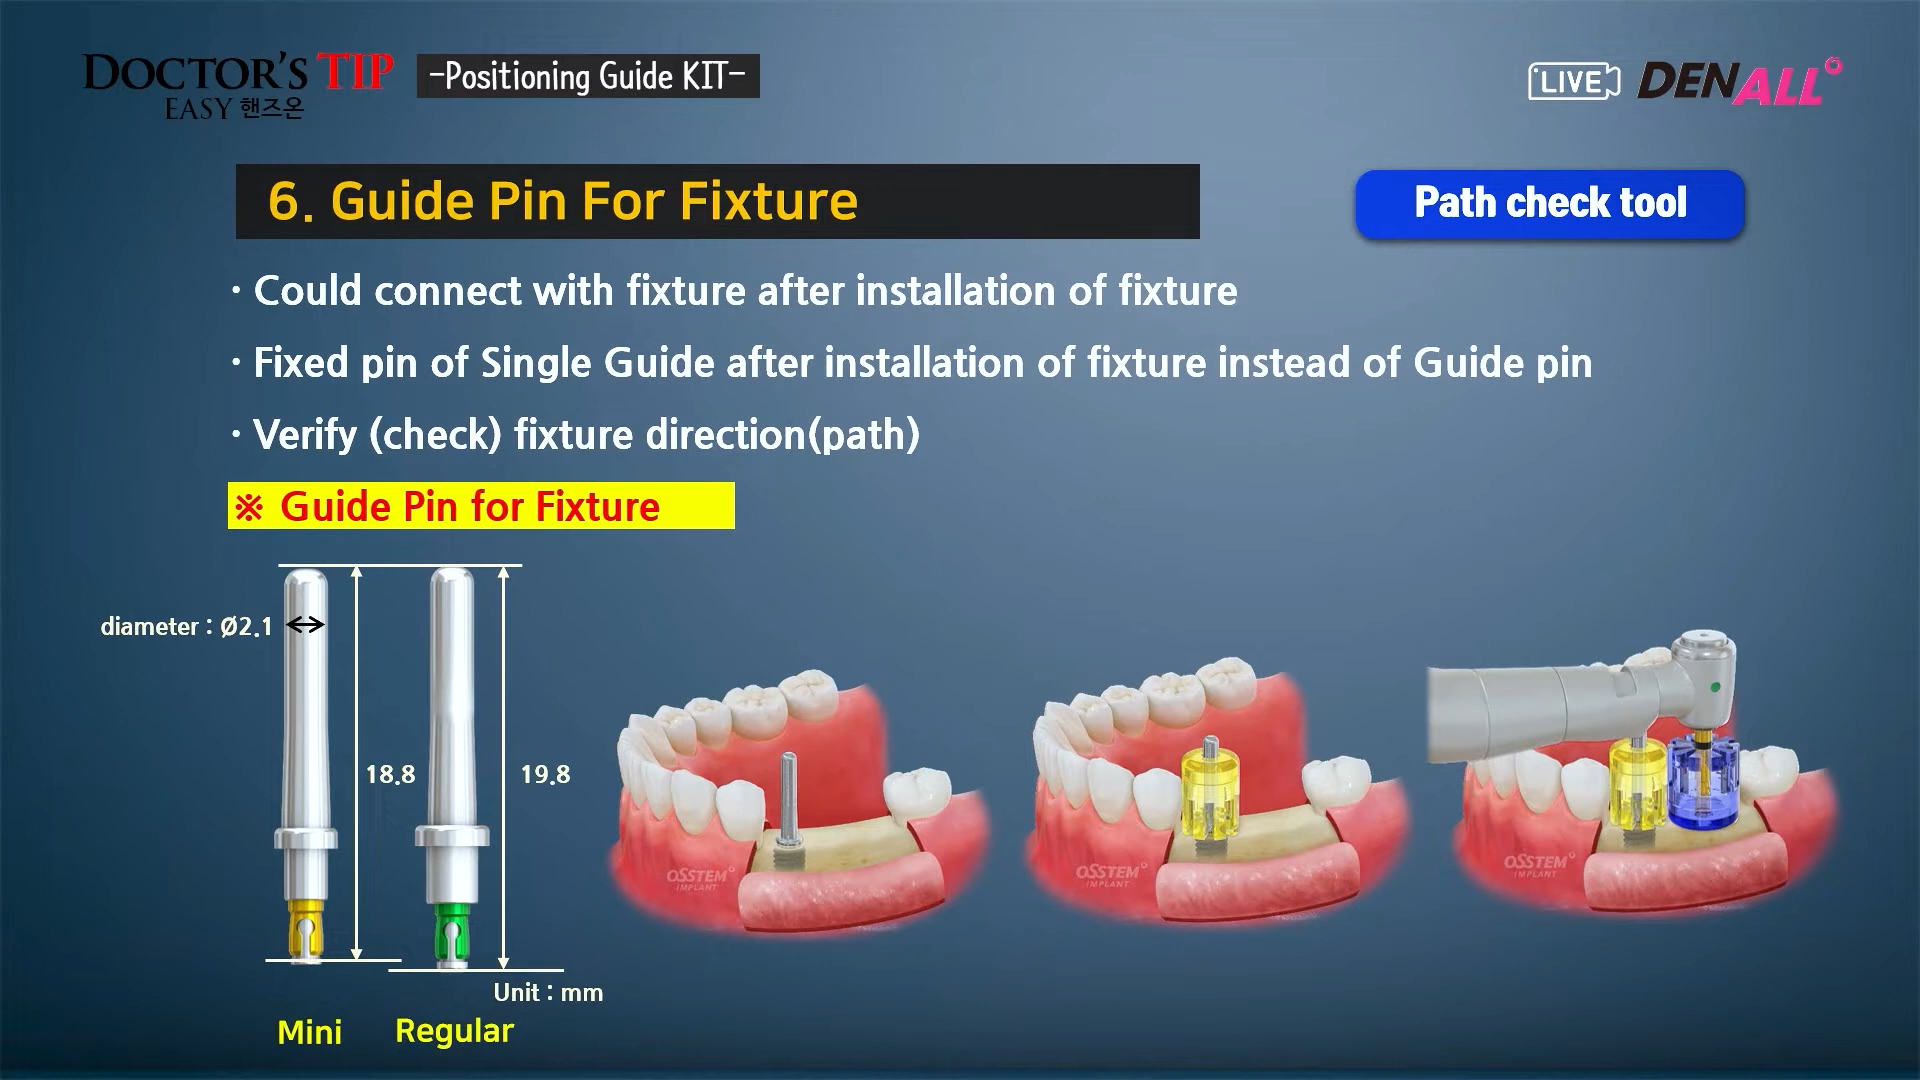 DOCTOR'S TIP
EASY 핸즈온
-Positioning Guide KIT-
LIVE DENALL
6. Guide Pin For Fixture
Path check tool
· Could connect with fixture after installation of fixture
· Fixed pin of Single Guide after installation of fixture instead of Guide pin
· Verify (check) fixture direction(path)
※ Guide Pin for Fixture
diameter : Ø2.1
18.8
19.8
Unit : mm
Mini
Regular
OSSTEM
IMPLANT
OSSTEM
IMPLANT
OSSTEM
IMPLANT